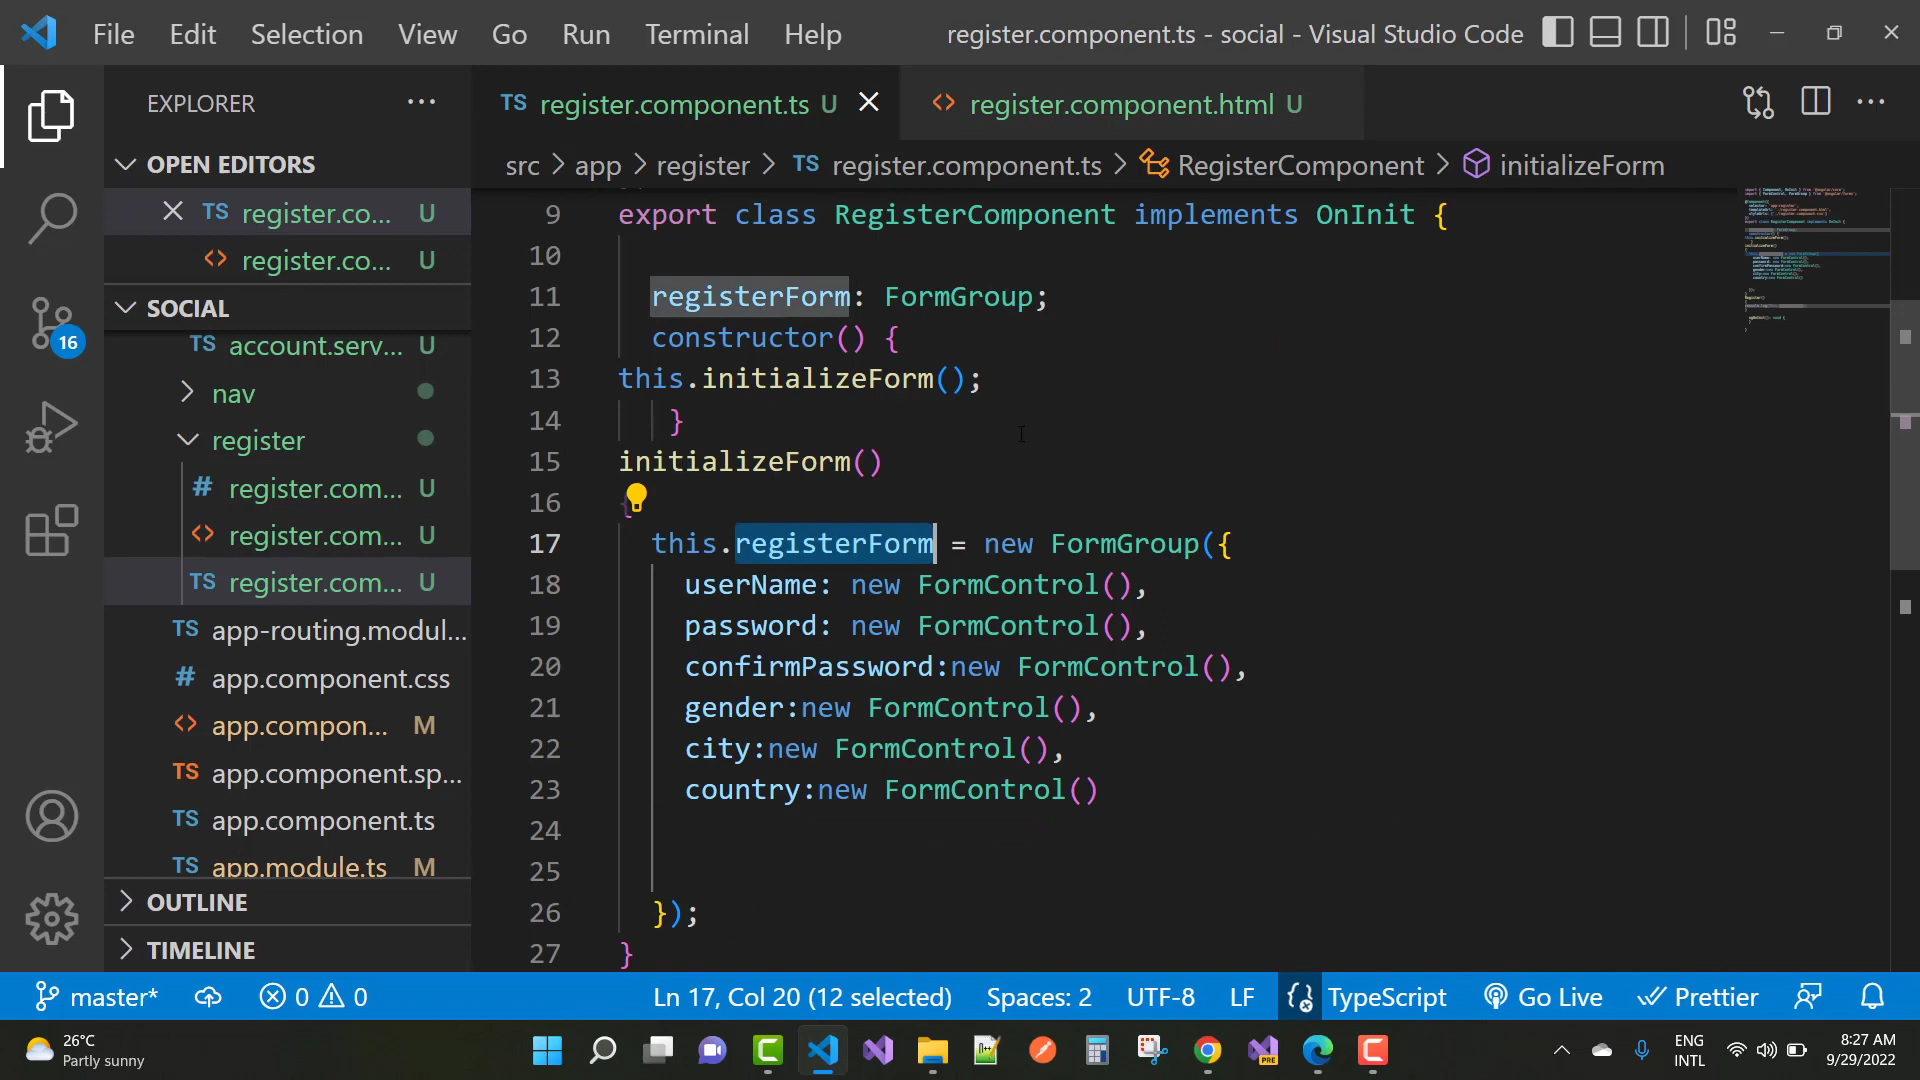 File Edit Selection View Go Run Terminal Help register.component.ts - social - Visual Studio Code
EXPLORER ···
TS register.component.ts U
register.component.html U
OPEN EDITORS
src > app > register > TS register.component.ts > RegisterComponent > initializeForm
TS register.co... U
register.co... U
SOCIAL
TS account.serv... U
nav
register
# register.com... U
register.com... U
TS register.com... U
TS app-routing.modul...
# app.component.css
app.compon... M
TS app.component.sp...
TS app.component.ts
TS app.module.ts M
OUTLINE
TIMELINE
16
9 export class RegisterComponent implements OnInit {
10
11 registerForm: FormGroup;
12 constructor() {
13 this.initializeForm();
14 }
15 initializeForm()
16 {
17 this.registerForm = new FormGroup({
18 userName: new FormControl(),
19 password: new FormControl(),
20 confirmPassword:new FormControl(),
21 gender:new FormControl(),
22 city:new FormControl(),
23 country:new FormControl()
24
25
26 });
27 }
master* 0 0 Ln 17, Col 20 (12 selected) Spaces: 2 UTF-8 LF TypeScript Go Live Prettier
26°C
Partly sunny
PRE
ENG
INTL
8:27 AM
9/29/2022